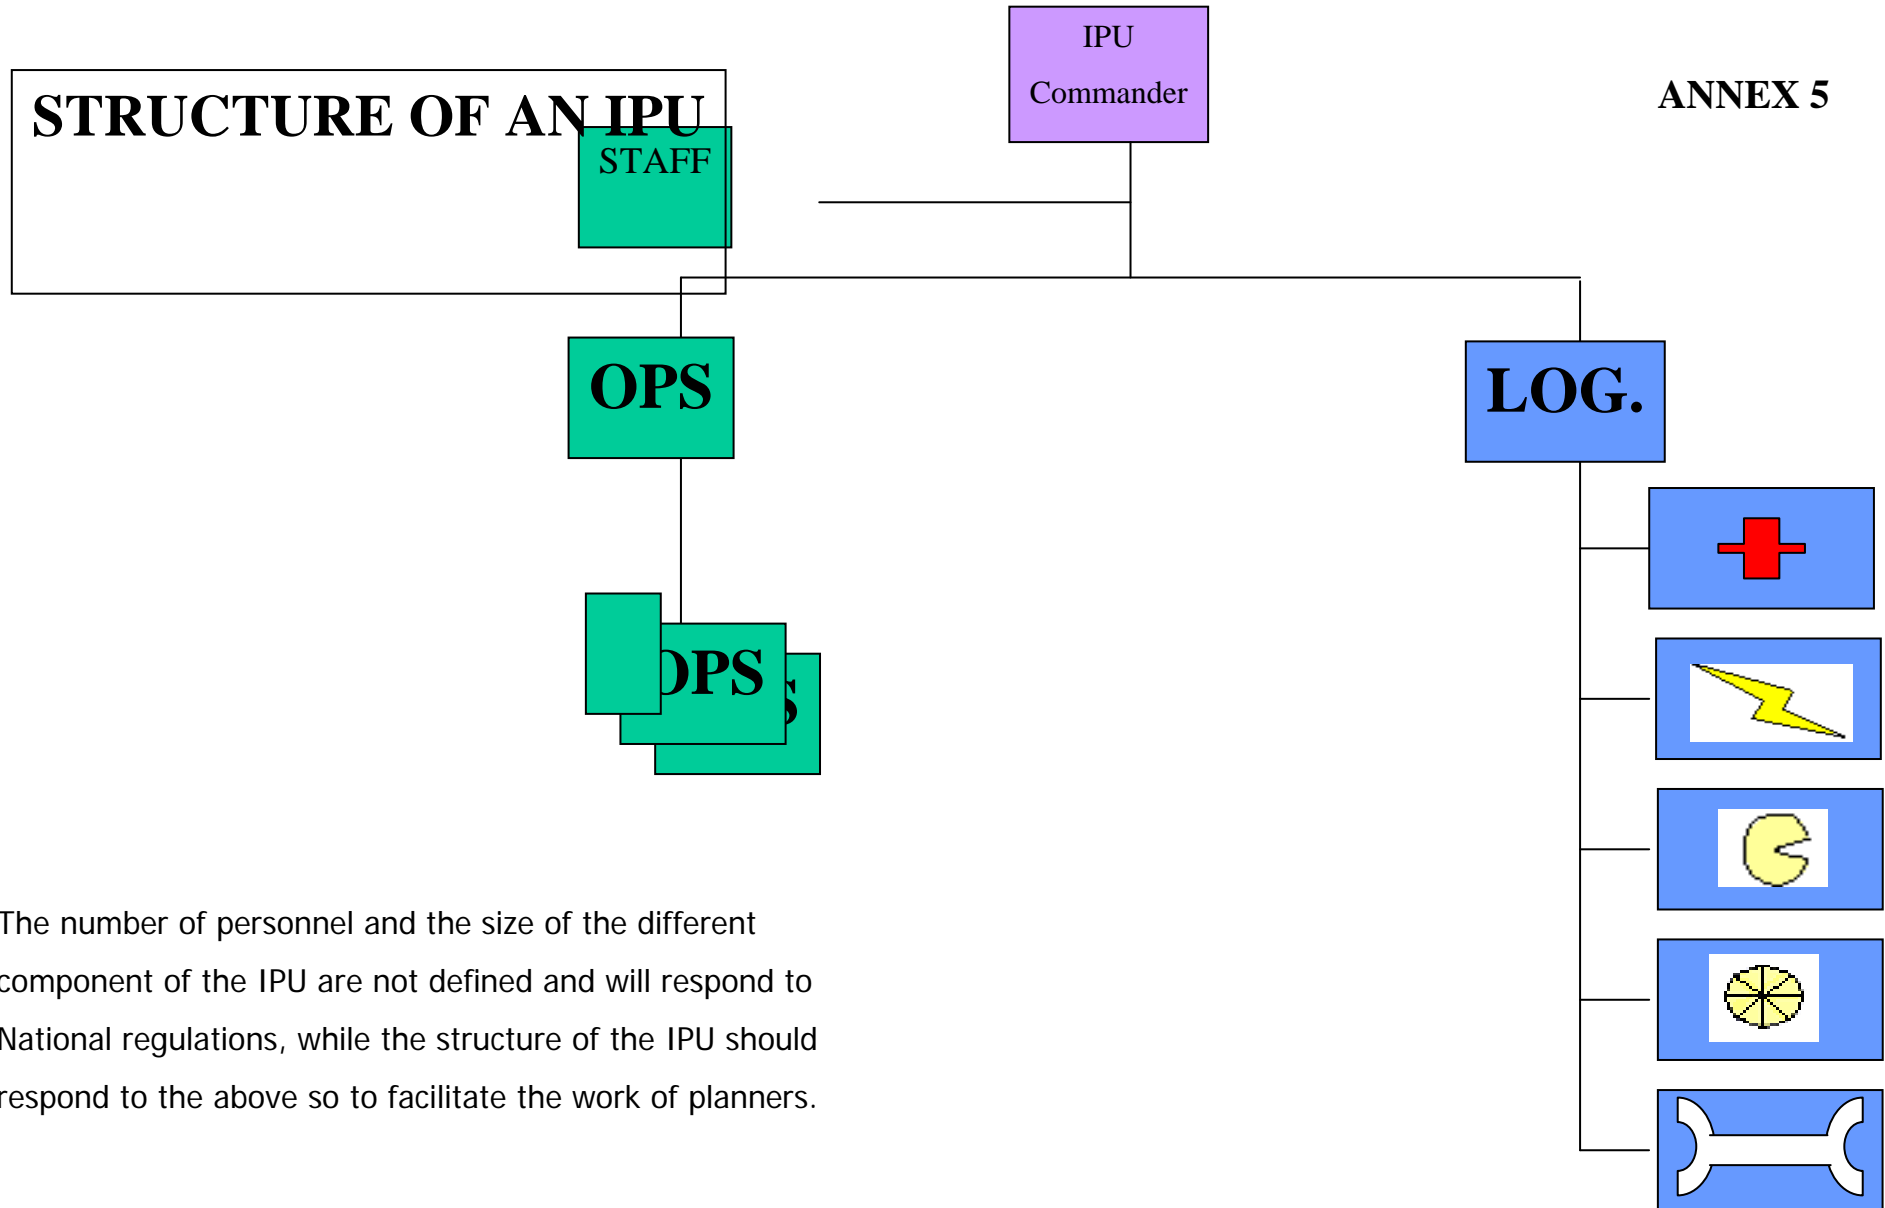 IPU
Commander
ANNEX 5
STRUCTURE OF AN IPU
STAFF
OPS
LOG.
OPS
The number of personnel and the size of the different
component of the IPU are not defined and will respond to
National regulations, while the structure of the IPU should
respond to the above so to facilitate the work of planners.